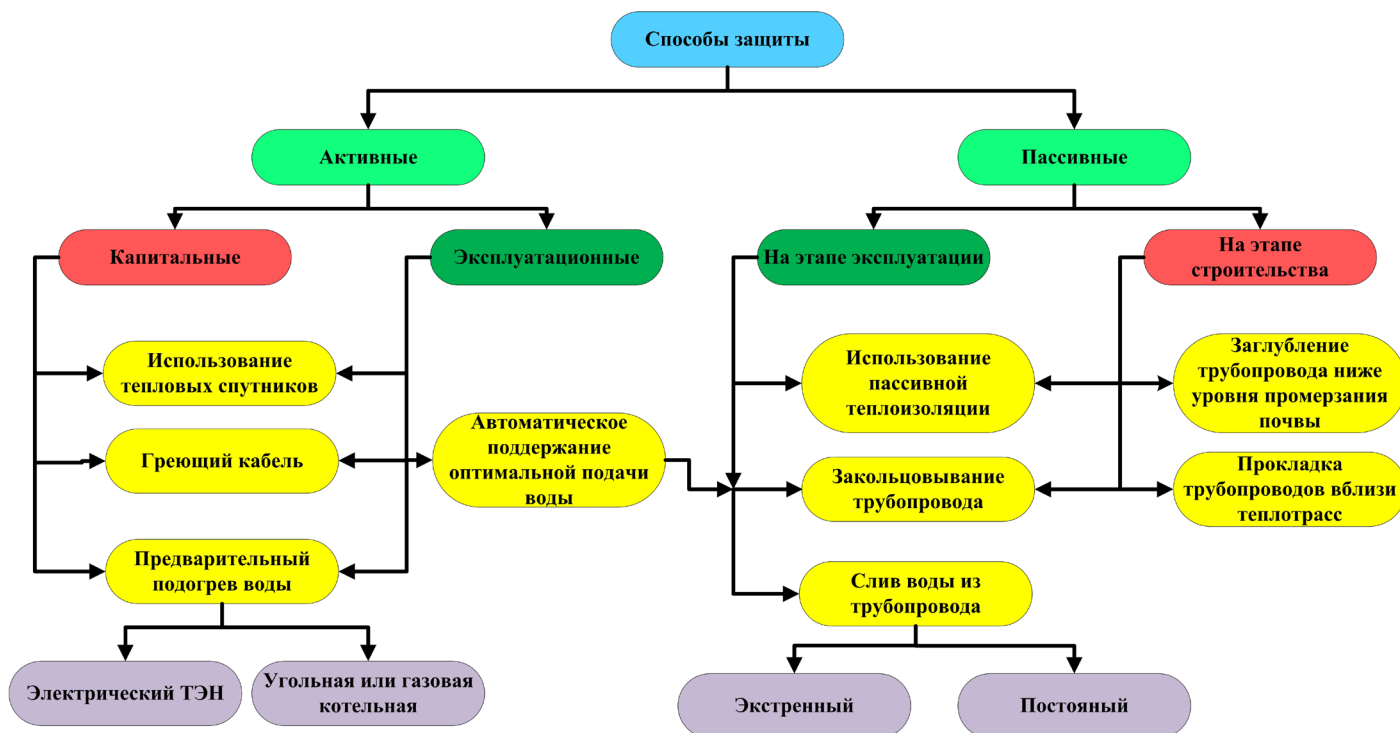 Способы защиты
Активные
Пассивные
Капитальные
Эксплуатационные
На этапе эксплуатации
На этапе
строительства
Использование
тепловых спутников
Использование
пассивной
теплоизоляции
Заглубление
трубопровода ниже
уровня промерзания
почвы
Греющий кабель
Автоматическое
поддержание
оптимальной подачи
воды
Закольцовывание
трубопровода
Прокладка
трубопроводов вблизи
теплотрасс
Предварительный
подогрев воды
Слив воды из
трубопровода
Электрический ТЭН
Угольная или газовая
котельная
Экстренный
Постояный